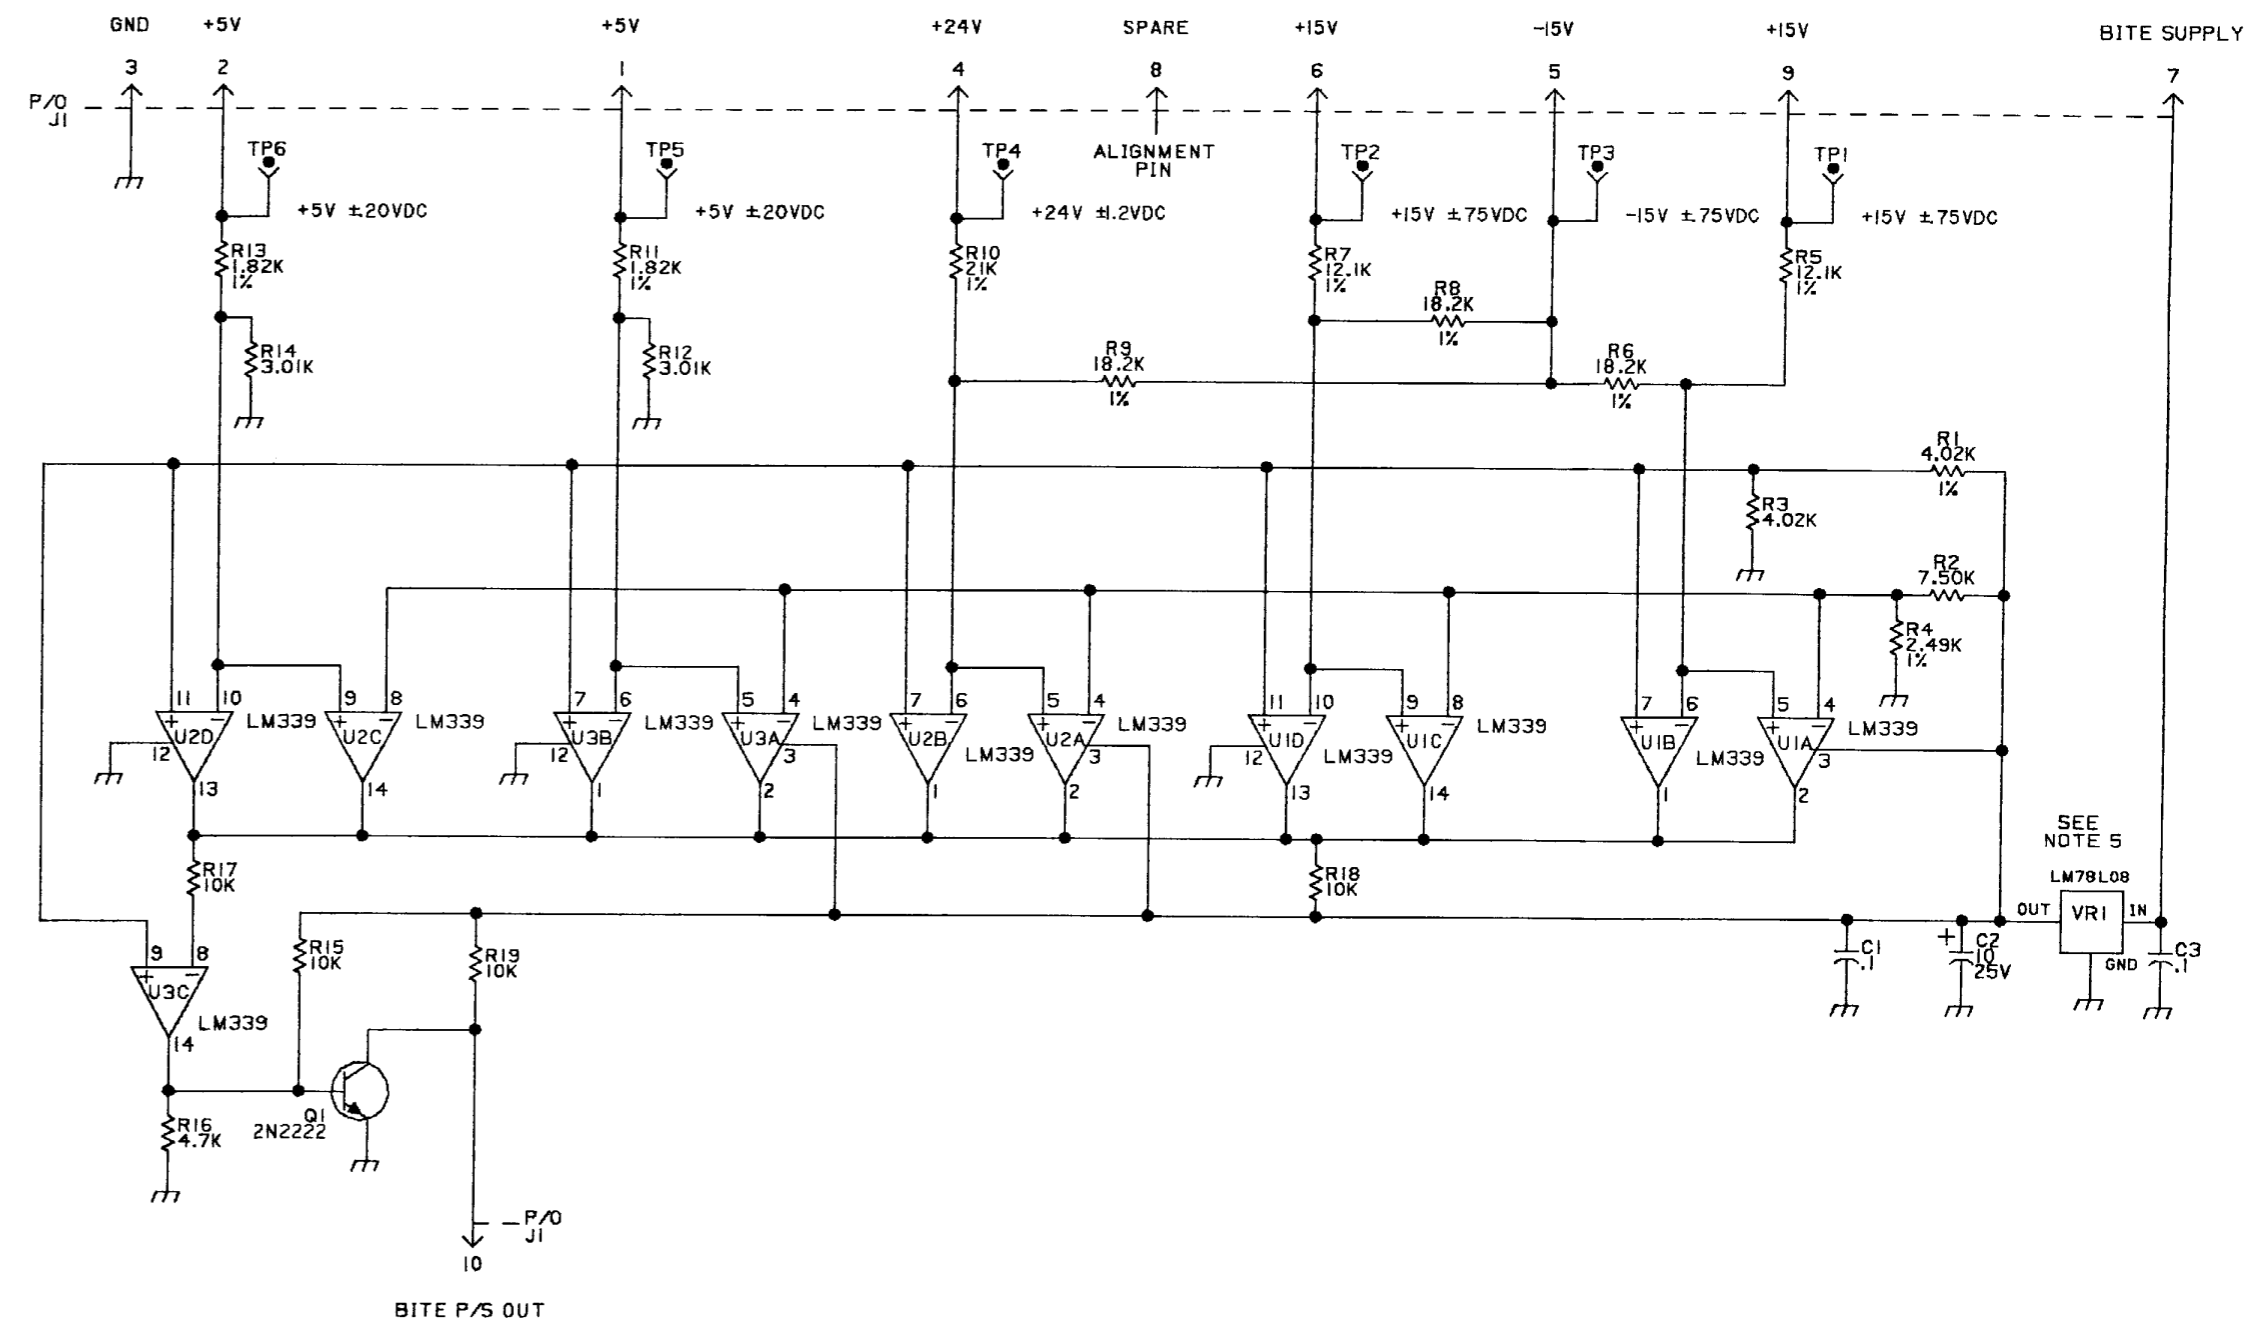 GND +5V +5V +24V SPARE +15V -15V +15V BITE SUPPLY
3 2 1 4 8 6 5 9 7
P/O
J1
TP6 TP5 TP4 ALIGNMENT
PIN TP2 TP3 TP1
+5V ±.20VDC +5V ±.20VDC +24V ±1.2VDC +15V ±.75VDC -15V ±.75VDC +15V ±.75VDC
R13
1.82K
1%
R11
1.82K
1%
R10
21K
1%
R7
12.1K
1%
R5
12.1K
1%
R8
18.2K
1%
R14
3.01K
R12
3.01K
R9
18.2K
1%
R6
18.2K
1%
R1
4.02K
1%
R3
4.02K
R2
7.50K
R4
2.49K
1%
11 10 9 8 7 6 5 4 7 6 5 4 11 10 9 8 7 6 5 4
+ − + − + − + − + − + − + − + − + − + −
U2D LM339 U2C LM339 U3B LM339 U3A LM339 U2B LM339 U2A LM339 U1D LM339 U1C LM339 U1B LM339 U1A LM339
12 12 3 3 12 3
13 14 1 2 1 2 13 14 1 2
SEE
NOTE 5
LM78L08
OUT VR1 IN
GND
R17
10K
R18
10K
9 8
+ −
U3C
LM339
14
R15
10K
R19
10K
C1
.1
+ C2
10
25V
C3
.1
Q1
2N2222
R16
4.7K
P/O
J1
10
BITE P/S OUT